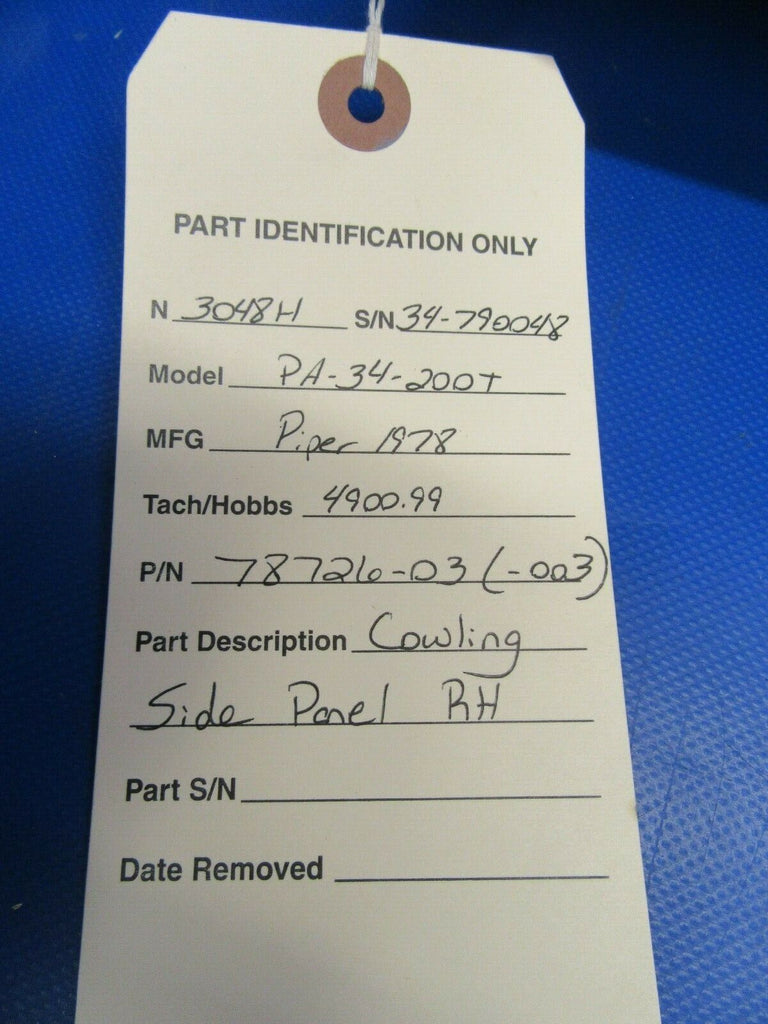 PART IDENTIFICATION ONLY
N 3048H S/N 34-790048
Model PA-34-200T
MFG Piper 1978
Tach/Hobbs 4900.99
P/N 78726-03 (-003)
Part Description Cowling
Side Panel RH
Part S/N
Date Removed